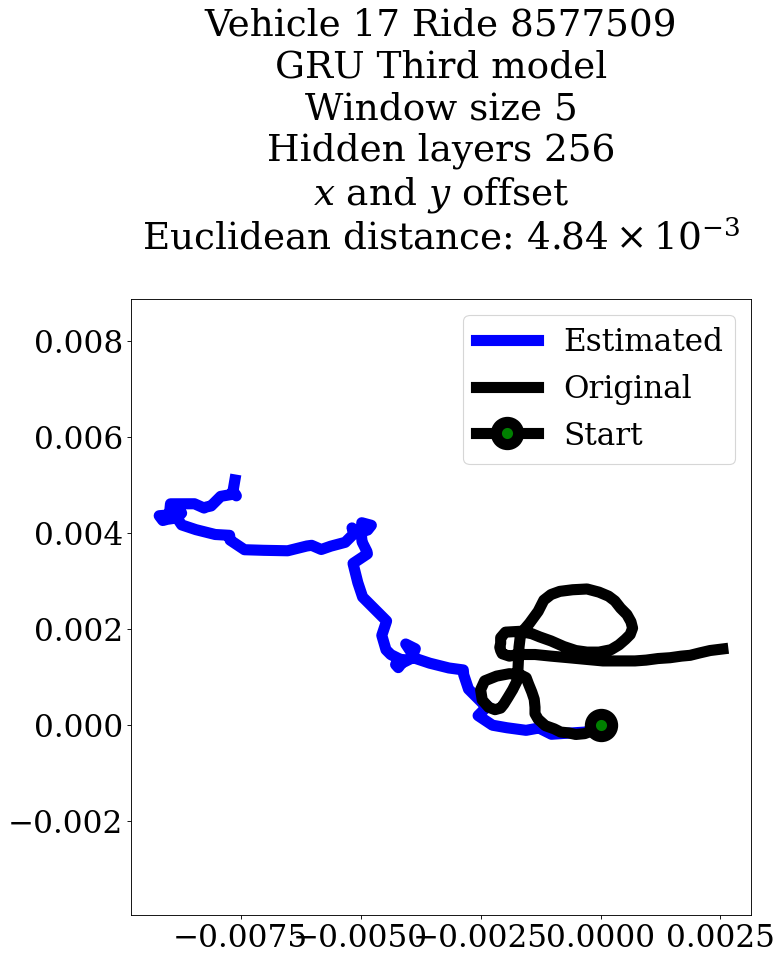 Vehicle 17 Ride 8577509
GRU Third model
Window size 5
Hidden layers 256
x and y offset
Euclidean distance: 4.84 × 10⁻³
Estimated
Original
Start
0.008
0.006
0.004
0.002
0.000
−0.002
−0.0075 −0.0050 −0.0025 0.0000 0.0025